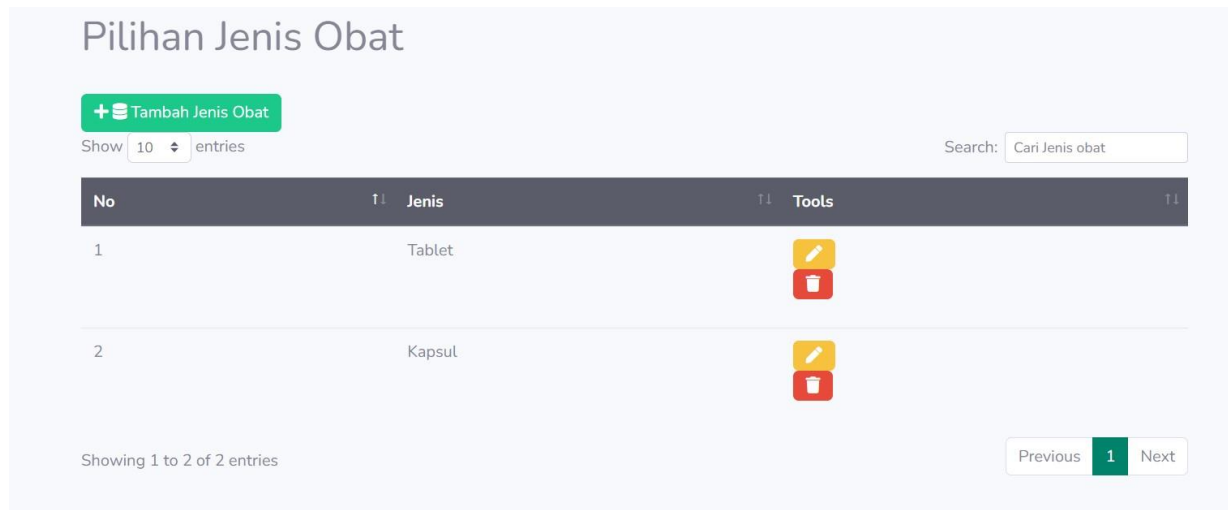 Pilihan Jenis Obat
Tambah Jenis Obat
Show 10 entries
Search: Cari Jenis obat
No Jenis Tools
1 Tablet
2 Kapsul
Showing 1 to 2 of 2 entries
Previous 1 Next